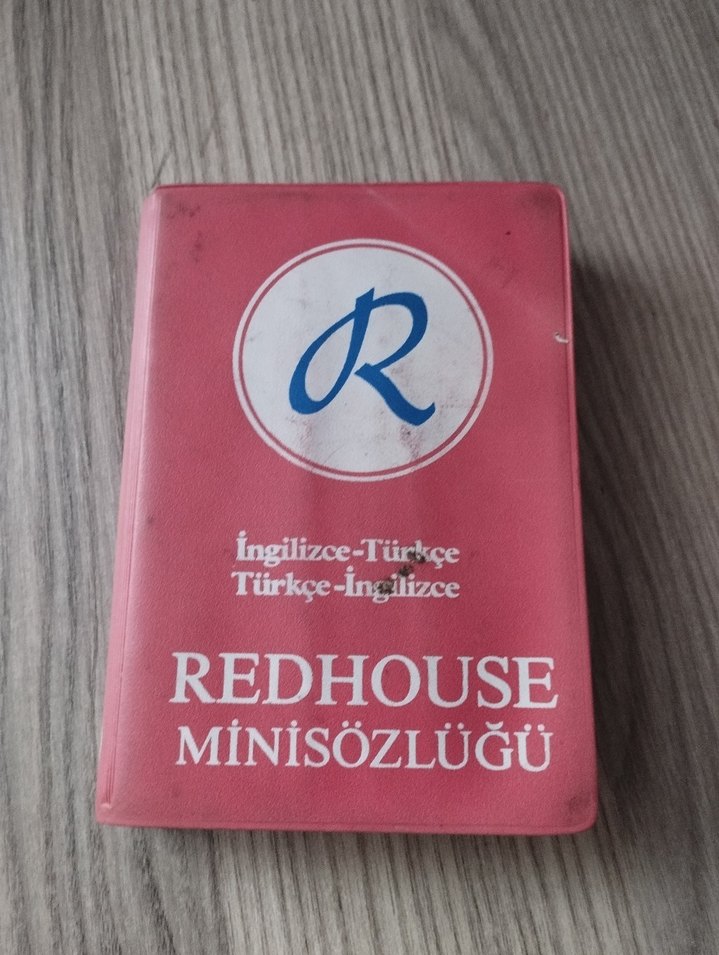 R
İngilizce-Türkçe
Türkçe-İngilizce
REDHOUSE
MİNİSÖZLÜĞÜ